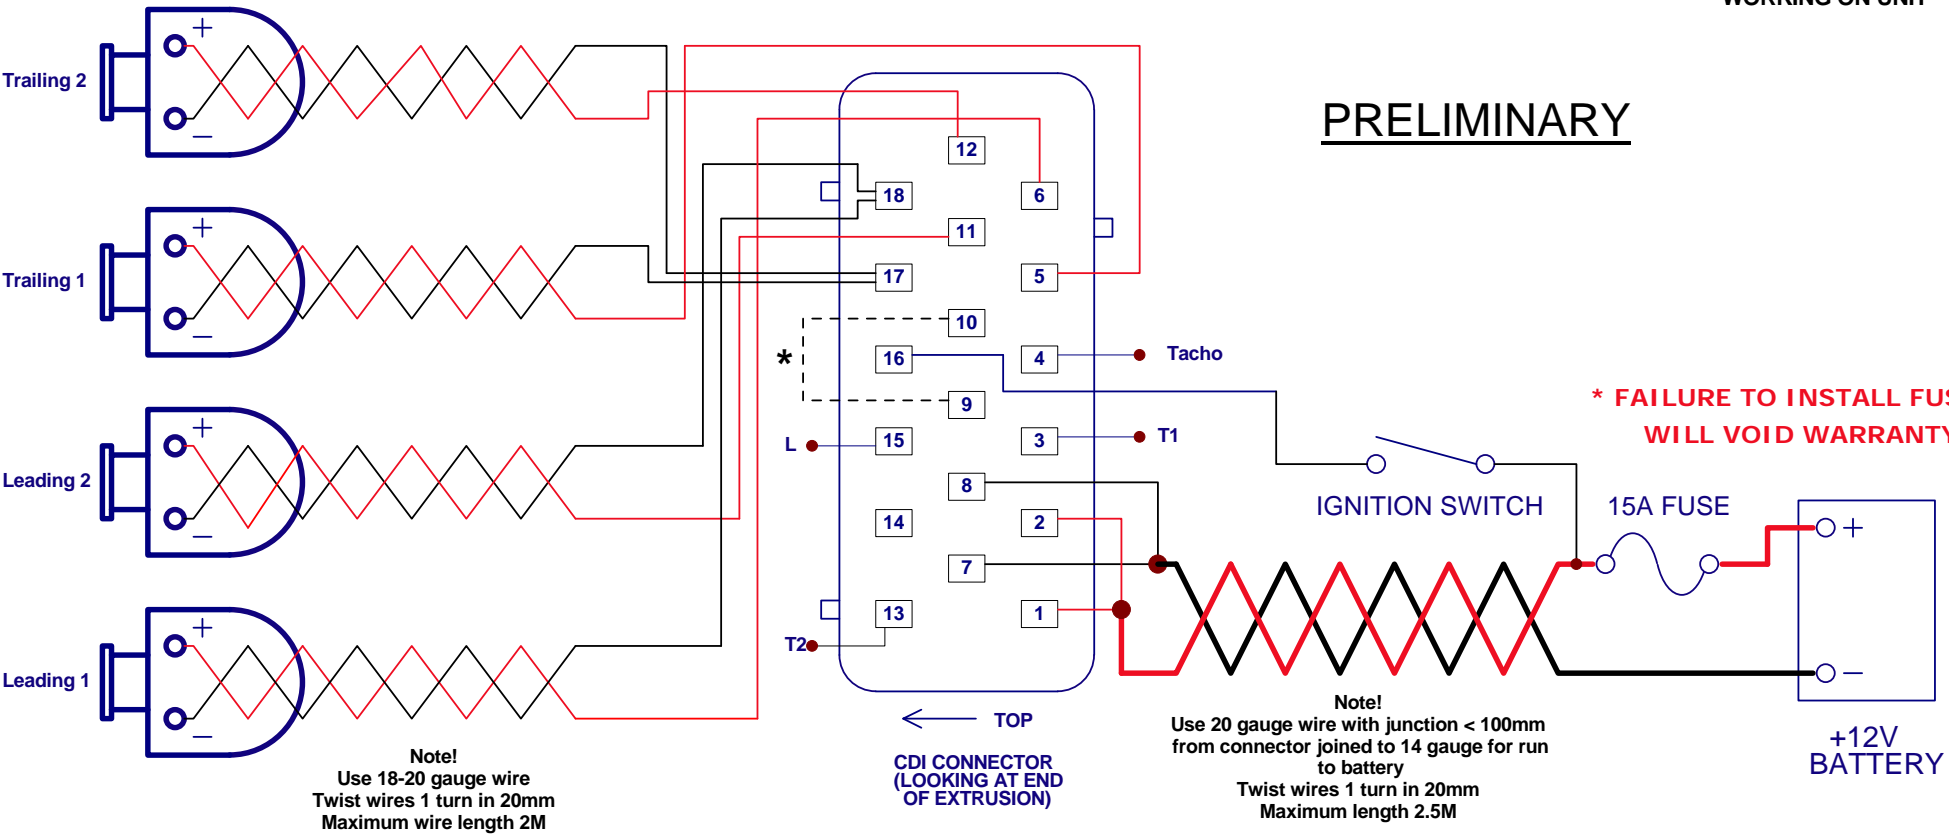 WORKING ON UNIT
+
Trailing 2
–
PRELIMINARY
12
18
6
+
11
Trailing 1
17
5
–
10
*
16
4
Tacho
9
* FAILURE TO INSTALL
WILL VOID WARRANTY
+
L
15
3
T1
Leading 2
8
IGNITION SWITCH
15A FUSE
14
2
+
–
7
13
1
+
T2
Leading 1
–
–
TOP
CDI CONNECTOR
(LOOKING AT END
OF EXTRUSION)
Note!
Use 18-20 gauge wire
Twist wires 1 turn in 20mm
Maximum wire length 2M
Note!
Use 20 gauge wire with junction < 100mm
from connector joined to 14 gauge for run
to battery
Twist wires 1 turn in 20mm
Maximum length 2.5M
+12V
BATTERY